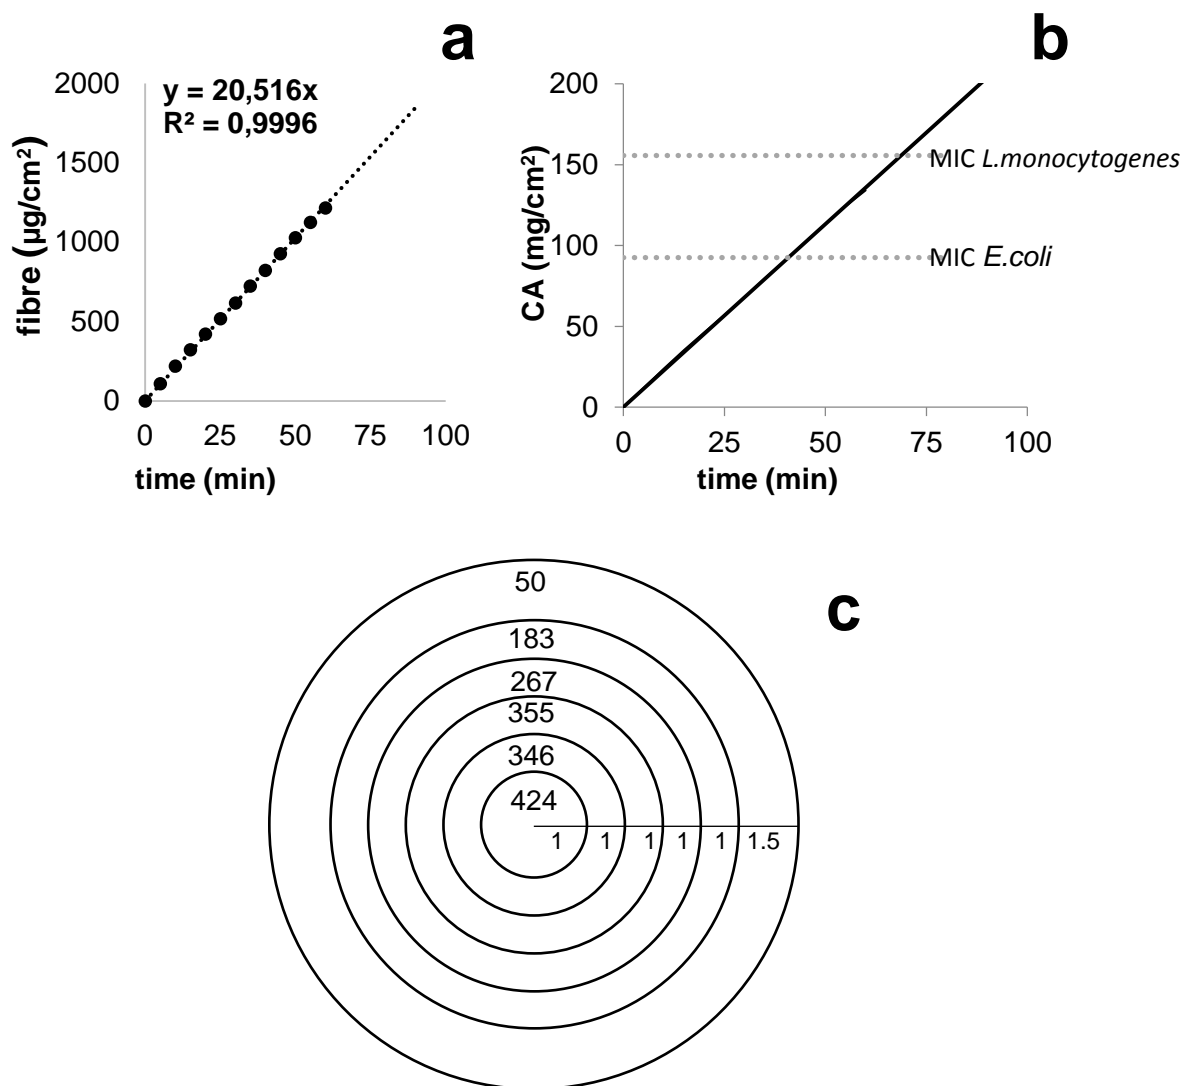 a
y = 20,516x
R² = 0,9996
fibre (µg/cm²)
2000
1500
1000
500
0
0 25 50 75 100
time (min)
b
CA (mg/cm²)
200
150
100
50
0
MIC L.monocytogenes
MIC E.coli
0 25 50 75 100
time (min)
c
50
183
267
355
346
424
1 1 1 1 1 1.5